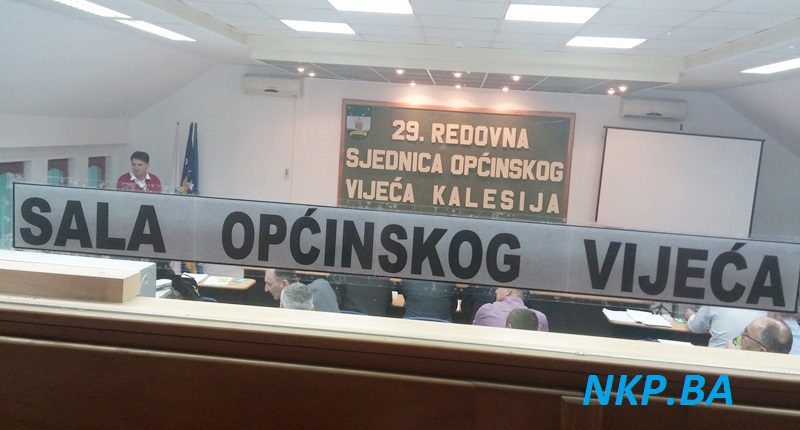 29. REDOVNA
SJEDNICA OPĆINSKOG
VIJEĆA KALESIJA
SALA OPĆINSKOG VIJEĆA
NKP.BA